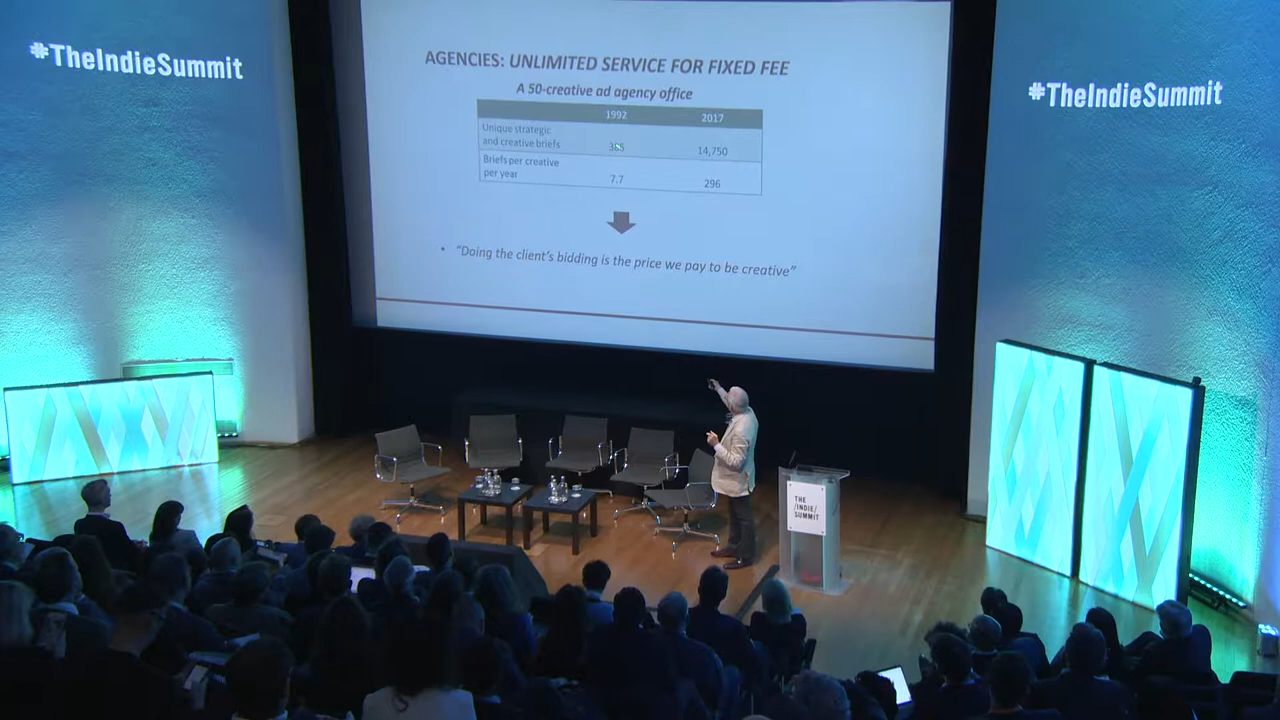 #TheIndieSummit
AGENCIES: UNLIMITED SERVICE FOR FIXED FEE
A 50-creative ad agency office
1992 2017
Unique strategic
and creative briefs 385 14,750
Briefs per creative
per year 7.7 296
• “Doing the client's bidding is the price we pay to be creative”
#TheIndieSummit
THE
/INDIE/
SUMMIT